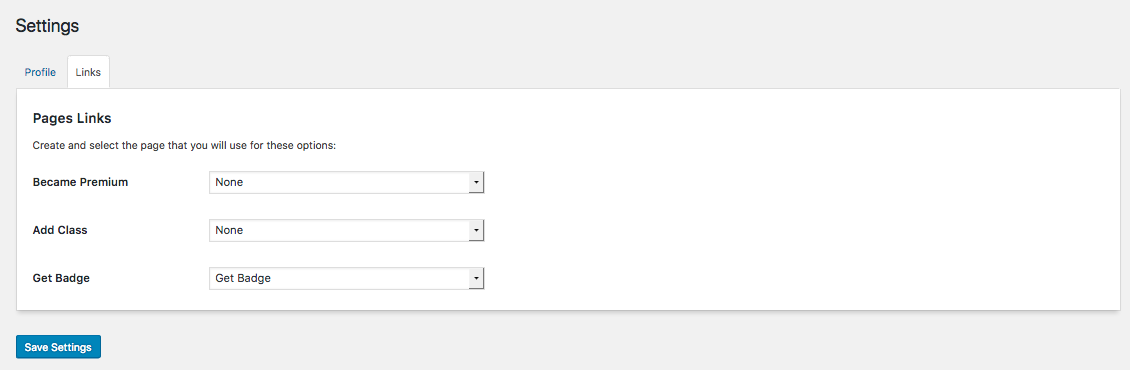 Settings
Profile Links
Pages Links
Create and select the page that you will use for these options:
Became Premium None
Add Class None
Get Badge Get Badge
Save Settings